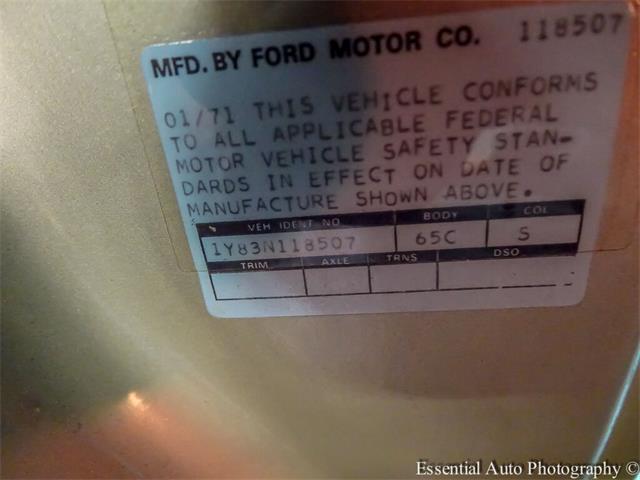 MFD. BY FORD MOTOR CO. 118507
01/71 THIS VEHICLE CONFORMS
TO ALL APPLICABLE FEDERAL
MOTOR VEHICLE SAFETY STAN-
DARDS IN EFFECT ON DATE OF
MANUFACTURE SHOWN ABOVE.
VEH IDENT NO BODY COL
1Y83N118507 65C S
TRIM AXLE TRNS DSO
Essential Auto Photography ©